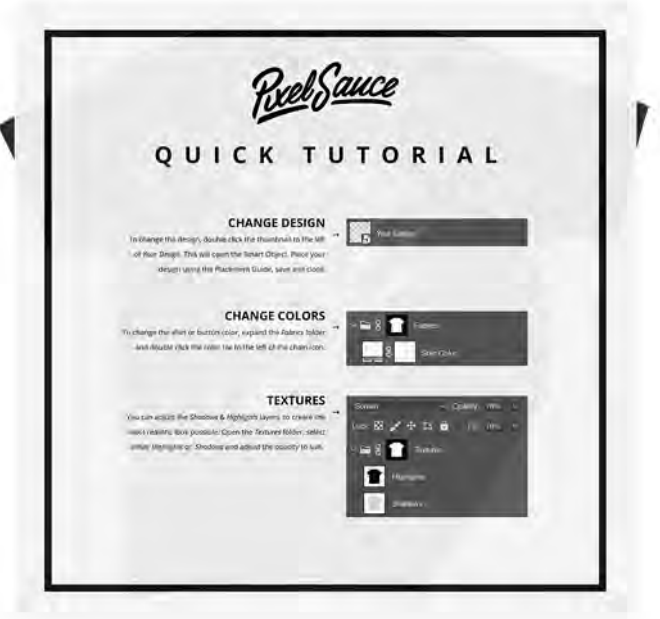 PixelSauce
QUICK TUTORIAL
CHANGE DESIGN
To change the design, double click the thumbnail to the left
of Your Design. This will open the Smart Object. Place your
design using the Placement Guide, save and close.
Your Design
CHANGE COLORS
To change the shirt or button color, expand the Fabrics folder
and double click the color tile to the left of the chain icon.
Shirt Color
TEXTURES
You can adjust the Shadows & Highlights layers, to create the
most realistic look possible. Open the Textures folder, select
either Highlights or Shadows and adjust the opacity to suit.
Screen Opacity:
Lock:
Textures
Highlights
Shadows